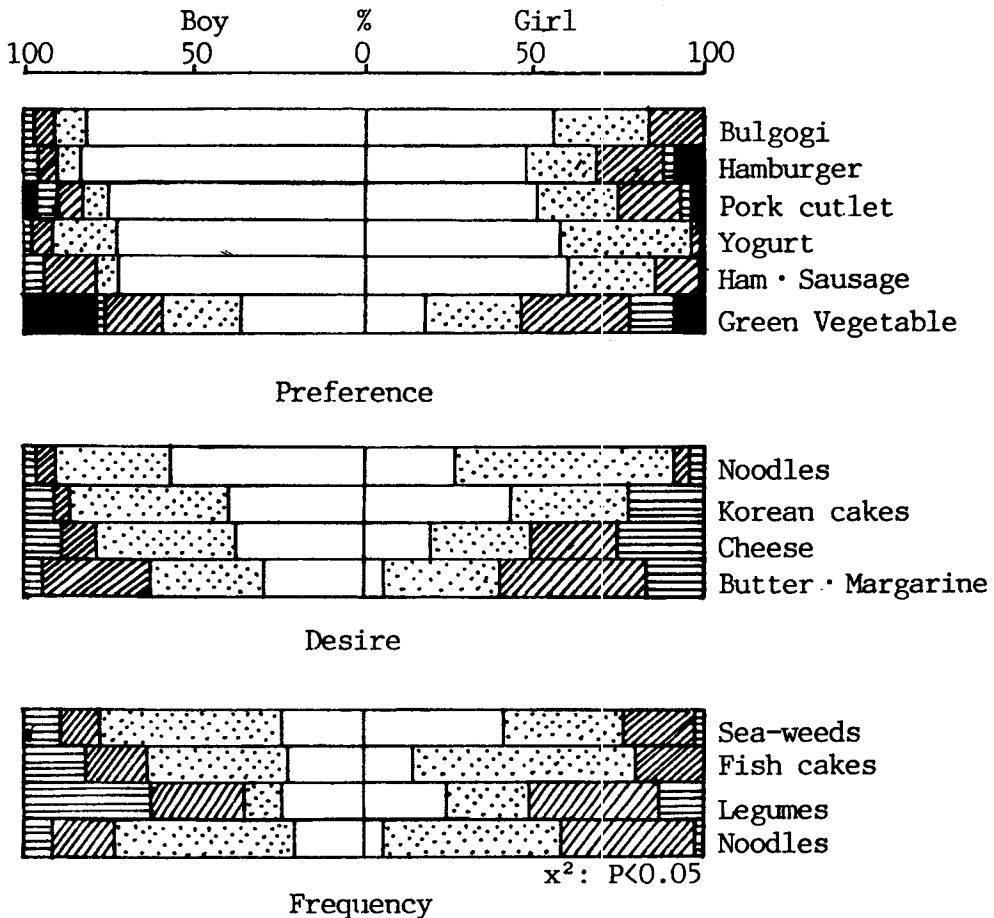 Boy % Girl
100 50 0 50 100
Bulgogi
Hamburger
Pork cutlet
Yogurt
Ham · Sausage
Green Vegetable
Preference
Noodles
Korean cakes
Cheese
Butter · Margarine
Desire
Sea-weeds
Fish cakes
Legumes
Noodles
x²: P<0.05
Frequency